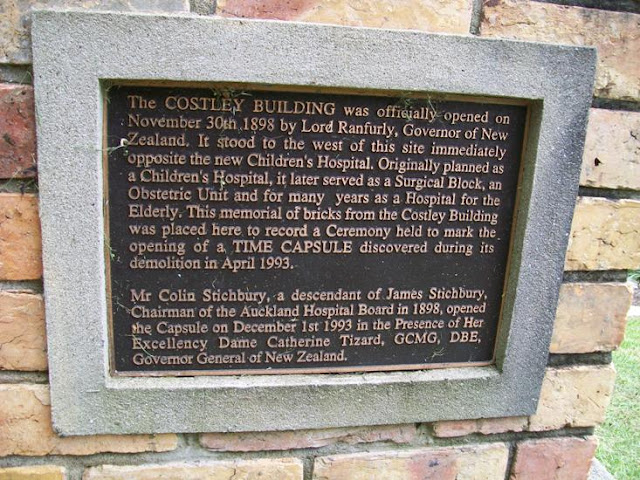 The COSTLEY BUILDING was officially opened on
November 30th 1898 by Lord Ranfurly, Governor of New
Zealand. It stood to the west of this site immediately
opposite the new Children's Hospital. Originally planned as
a Children's Hospital, it later served as a Surgical Block, an
Obstetric Unit and for many years as a Hospital for the
Elderly. This memorial of bricks from the Costley Building
was placed here to record a Ceremony held to mark the
opening of a TIME CAPSULE discovered during its
demolition in April 1993.
Mr Colin Stichbury, a descendant of James Stichbury,
Chairman of the Auckland Hospital Board in 1898, opened
the Capsule on December 1st 1993 in the Presence of Her
Excellency Dame Catherine Tizard, GCMG, DBE,
Governor General of New Zealand.